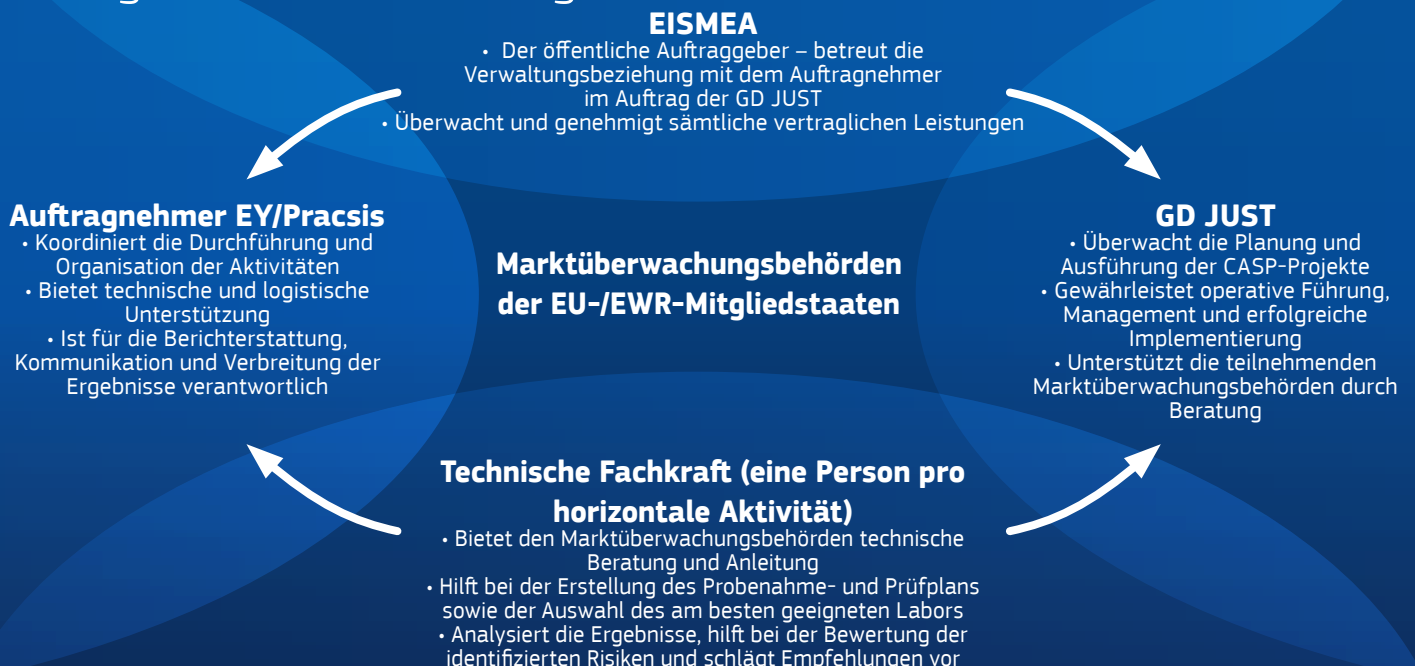 EISMEA
• Der öffentliche Auftraggeber – betreut die
Verwaltungsbeziehung mit dem Auftragnehmer
im Auftrag der GD JUST
• Überwacht und genehmigt sämtliche vertraglichen Leistungen
Auftragnehmer EY/Pracsis
• Koordiniert die Durchführung und
Organisation der Aktivitäten
• Bietet technische und logistische
Unterstützung
• Ist für die Berichterstattung,
Kommunikation und Verbreitung der
Ergebnisse verantwortlich
Marktüberwachungsbehörden
der EU-/EWR-Mitgliedstaaten
GD JUST
• Überwacht die Planung und
Ausführung der CASP-Projekte
• Gewährleistet operative Führung,
Management und erfolgreiche
Implementierung
• Unterstützt die teilnehmenden
Marktüberwachungsbehörden durch
Beratung
Technische Fachkraft (eine Person pro
horizontale Aktivität)
• Bietet den Marktüberwachungsbehörden technische
Beratung und Anleitung
• Hilft bei der Erstellung des Probenahme- und Prüfplans
sowie der Auswahl des am besten geeigneten Labors
• Analysiert die Ergebnisse, hilft bei der Bewertung der
identifizierten Risiken und schlägt Empfehlungen vor